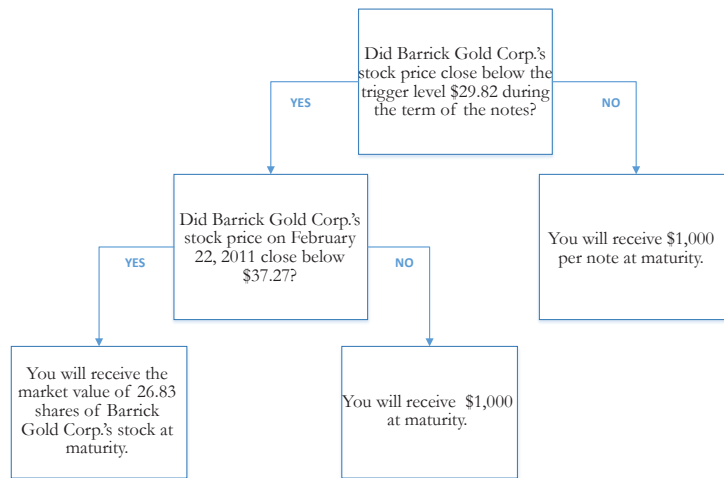 Did Barrick Gold Corp.'s
stock price close below the
trigger level $29.82 during
the term of the notes?
YES
NO
Did Barrick Gold Corp.'s
stock price on February
22, 2011 close below
$37.27?
You will receive $1,000
per note at maturity.
YES
NO
You will receive the
market value of 26.83
shares of Barrick
Gold Corp.'s stock at
maturity.
You will receive $1,000
at maturity.